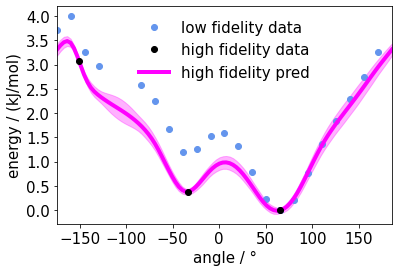 low fidelity data
high fidelity data
high fidelity pred
energy / (kJ/mol)
4.0
3.5
3.0
2.5
2.0
1.5
1.0
0.5
0.0
−150 −100 −50 0 50 100 150
angle / °